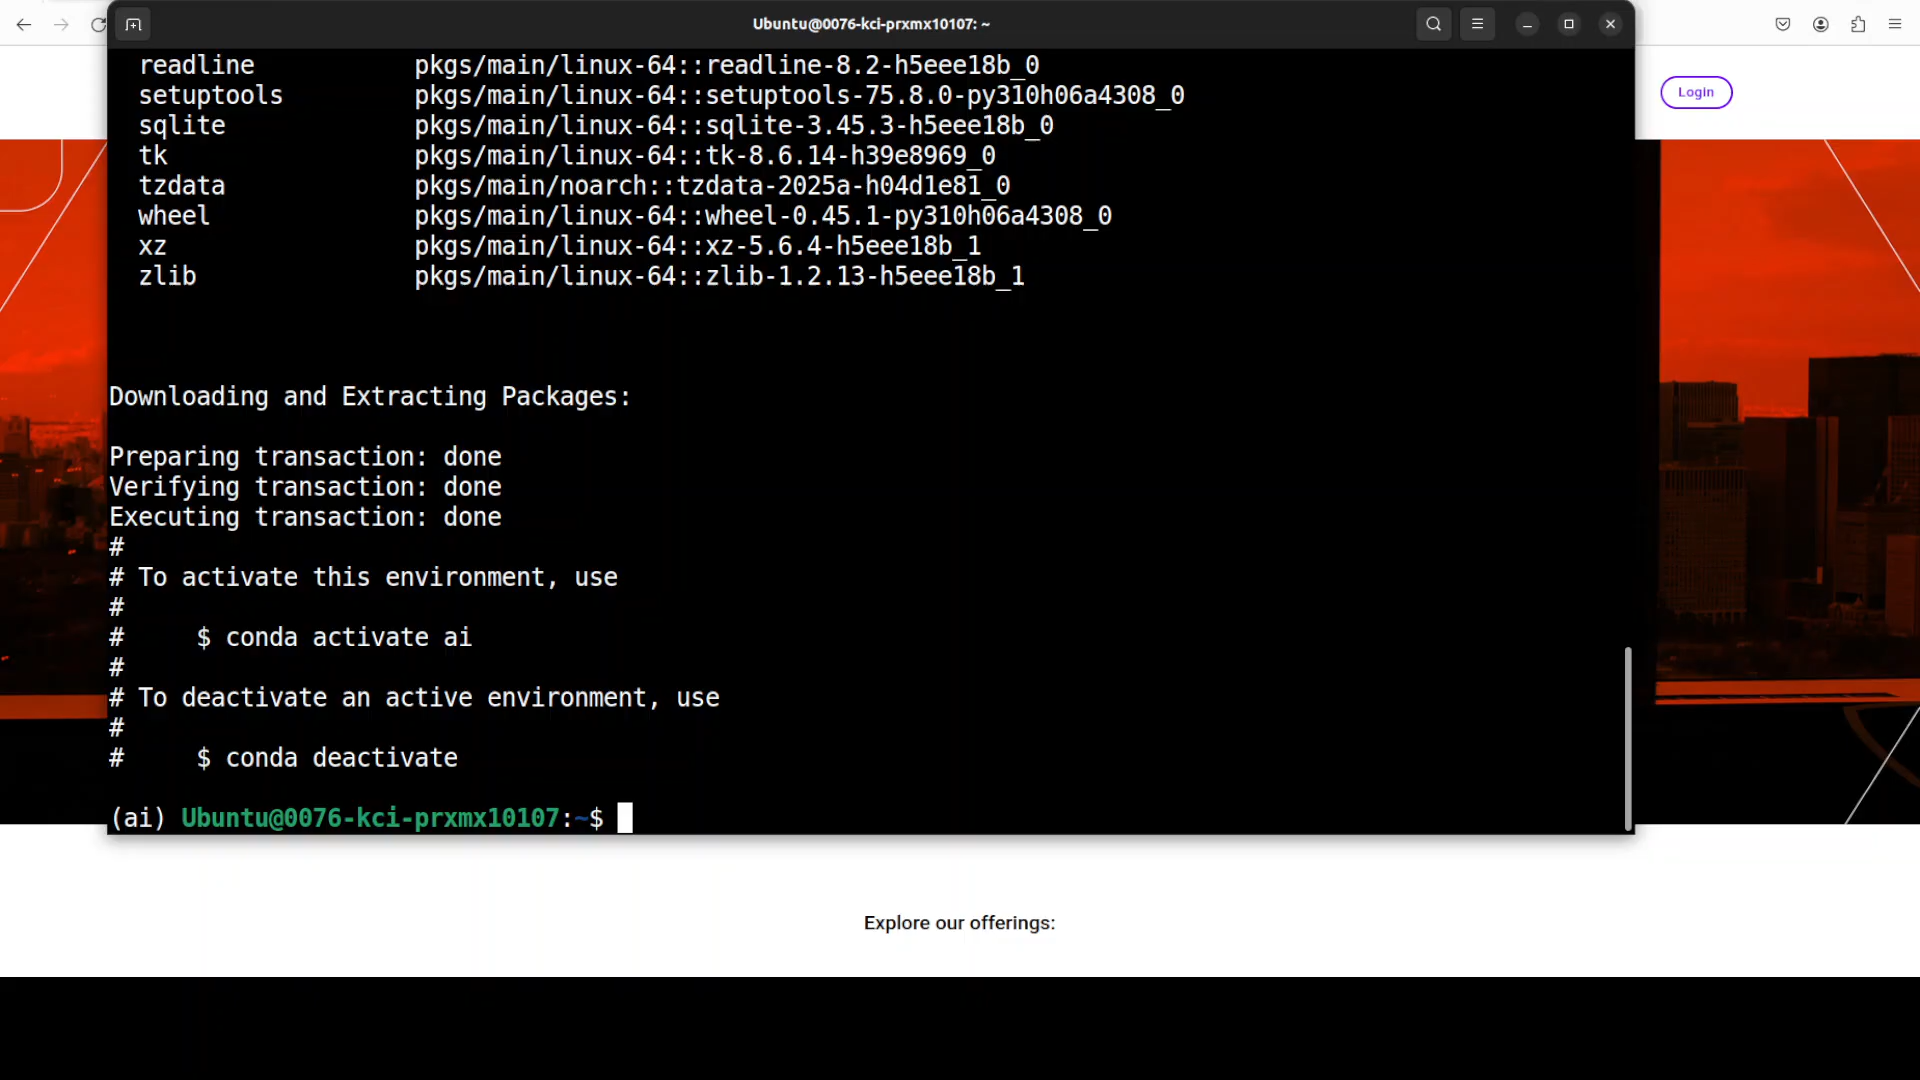 Ubuntu@0076-kci-prxmx10107: ~
readline pkgs/main/linux-64::readline-8.2-h5eee18b_0
setuptools pkgs/main/linux-64::setuptools-75.8.0-py310h06a4308_0
sqlite pkgs/main/linux-64::sqlite-3.45.3-h5eee18b_0
tk pkgs/main/linux-64::tk-8.6.14-h39e8969_0
tzdata pkgs/main/noarch::tzdata-2025a-h04d1e81_0
wheel pkgs/main/linux-64::wheel-0.45.1-py310h06a4308_0
xz pkgs/main/linux-64::xz-5.6.4-h5eee18b_1
zlib pkgs/main/linux-64::zlib-1.2.13-h5eee18b_1
Downloading and Extracting Packages:
Preparing transaction: done
Verifying transaction: done
Executing transaction: done
#
# To activate this environment, use
#
# $ conda activate ai
#
# To deactivate an active environment, use
#
# $ conda deactivate
(ai) Ubuntu@0076-kci-prxmx10107:~$
Login
Explore our offerings: